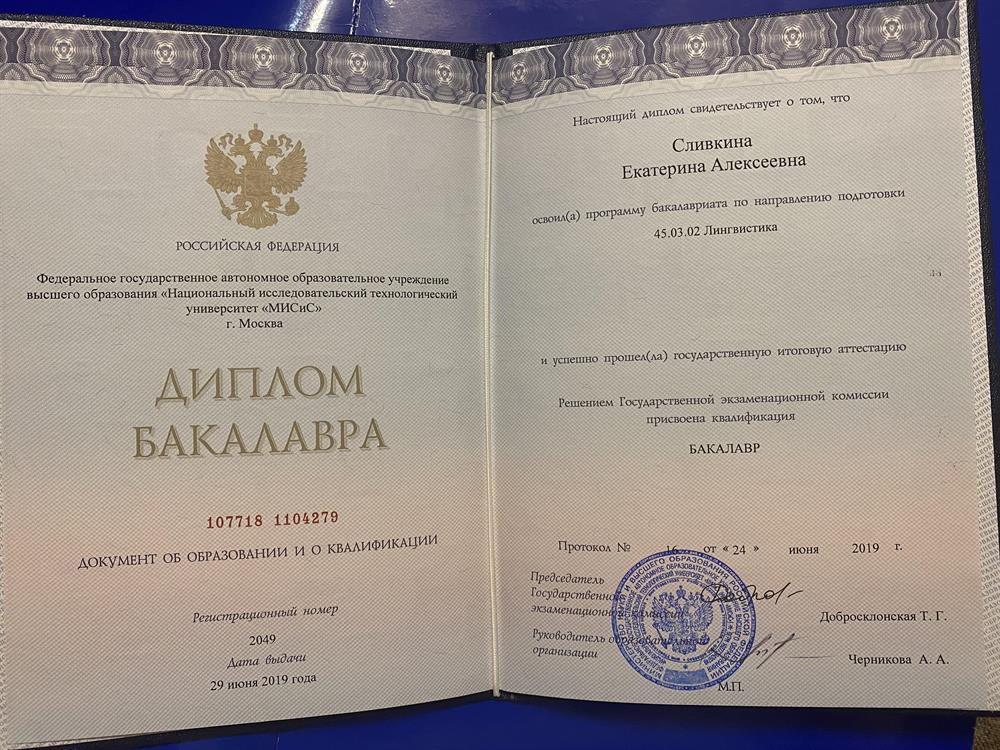 РОССИЙСКАЯ ФЕДЕРАЦИЯ
Федеральное государственное автономное образовательное учреждение
высшего образования «Национальный исследовательский технологический
университет «МИСиС»
г. Москва
ДИПЛОМ
БАКАЛАВРА
107718 1104279
ДОКУМЕНТ ОБ ОБРАЗОВАНИИ И О КВАЛИФИКАЦИИ
Регистрационный номер
2049
Дата выдачи
29 июня 2019 года
Настоящий диплом свидетельствует о том, что
Сливкина
Екатерина Алексеевна
освоил(а) программу бакалавриата по направлению подготовки
45.03.02 Лингвистика
и успешно прошел(ла) государственную итоговую аттестацию
Решением Государственной экзаменационной комиссии
присвоена квалификация
БАКАЛАВР
Протокол № 16 от « 24 » июня 2019 г.
Председатель
Государственной
экзаменационной комиссии
Добросклонская Т. Г.
Руководитель образовательной
организации
Черникова А. А.
М.П.